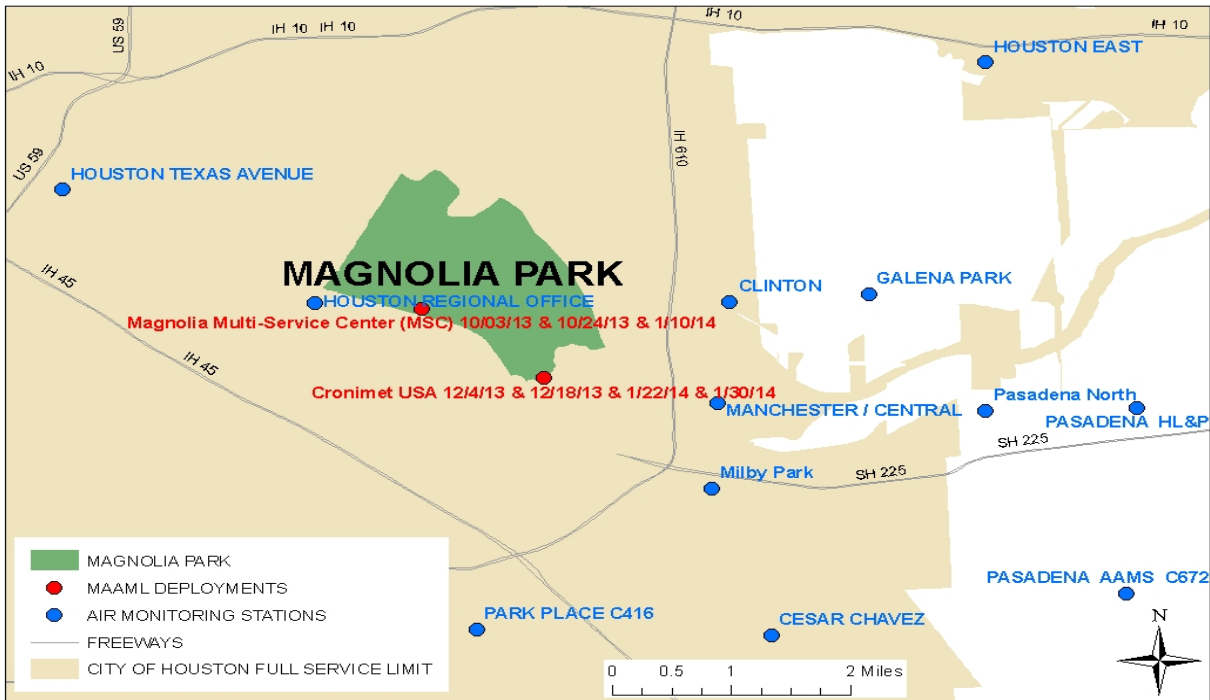 IH 10
US 59
IH 10
IH 10
IH 10
HOUSTON EAST
IH 10
US 59
IH 610
HOUSTON TEXAS AVENUE
IH 45
MAGNOLIA PARK
HOUSTON REGIONAL OFFICE
CLINTON
GALENA PARK
Magnolia Multi-Service Center (MSC) 10/03/13 & 10/24/13 & 1/10/14
IH 45
Cronimet USA 12/4/13 & 12/18/13 & 1/22/14 & 1/30/14
MANCHESTER / CENTRAL
Pasadena North
PASADENA HL&P
SH 225
Milby Park
SH 225
MAGNOLIA PARK
MAAML DEPLOYMENTS
AIR MONITORING STATIONS
FREEWAYS
CITY OF HOUSTON FULL SERVICE LIMIT
PASADENA AAMS C672
PARK PLACE C416
CESAR CHAVEZ
N
0 0.5 1 2 Miles